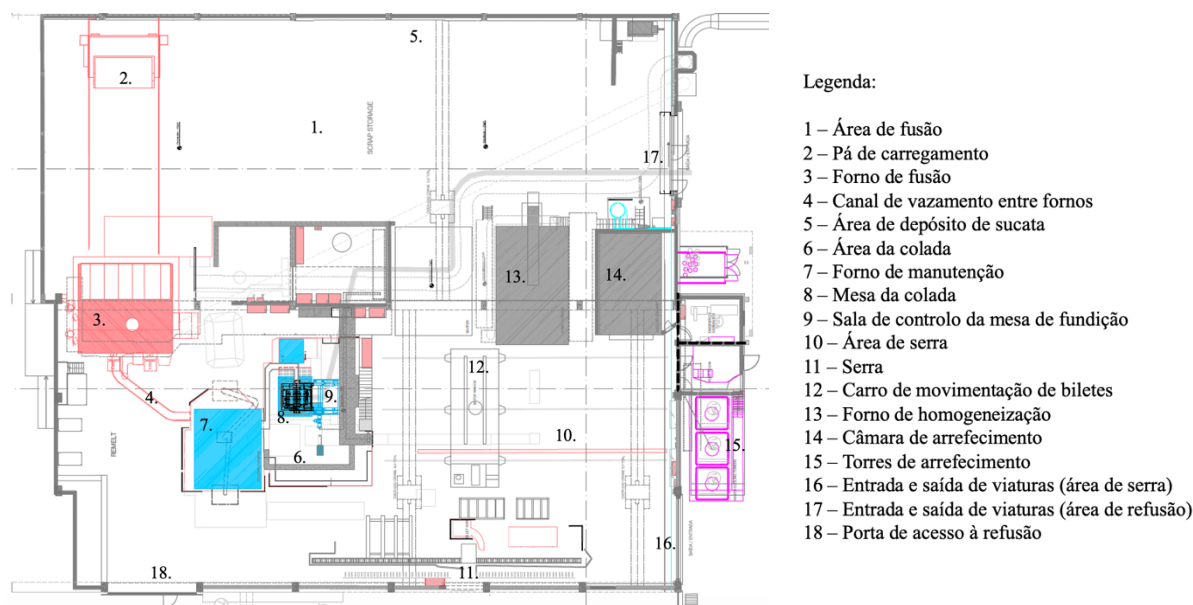 5.
2.
1.
SCRAP STORAGE
17.
13.
14.
3.
12.
4.
9.
8.
7.
10.
15.
6.
REMELT
16.
18.
11.
Legenda:
1 – Área de fusão
2 – Pá de carregamento
3 – Forno de fusão
4 – Canal de vazamento entre fornos
5 – Área de depósito de sucata
6 – Área da colada
7 – Forno de manutenção
8 – Mesa da colada
9 – Sala de controlo da mesa de fundição
10 – Área de serra
11 – Serra
12 – Carro de movimentação de biletes
13 – Forno de homogeneização
14 – Câmara de arrefecimento
15 – Torres de arrefecimento
16 – Entrada e saída de viaturas (área de serra)
17 – Entrada e saída de viaturas (área de refusão)
18 – Porta de acesso à refusão